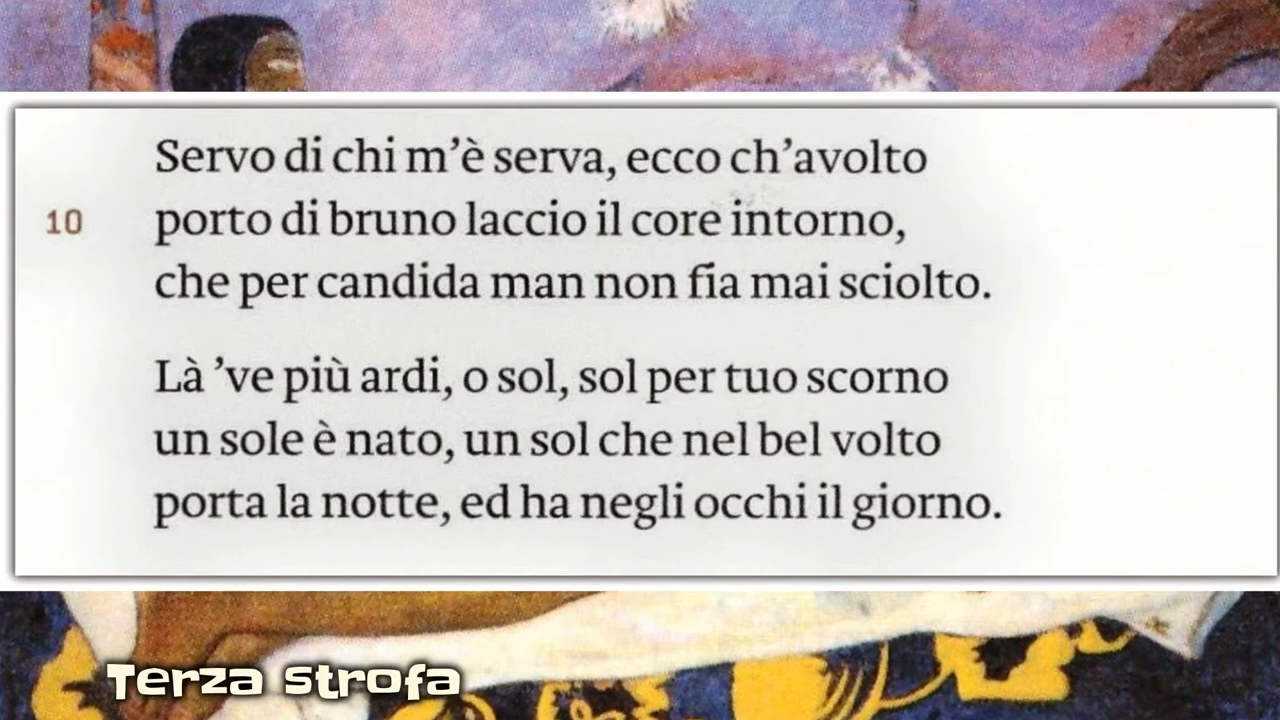 Servo di chi m’è serva, ecco ch’avolto
10 porto di bruno laccio il core intorno,
che per candida man non fia mai sciolto.
Là ’ve più ardi, o sol, sol per tuo scorno
un sole è nato, un sol che nel bel volto
porta la notte, ed ha negli occhi il giorno.
Terza strofa